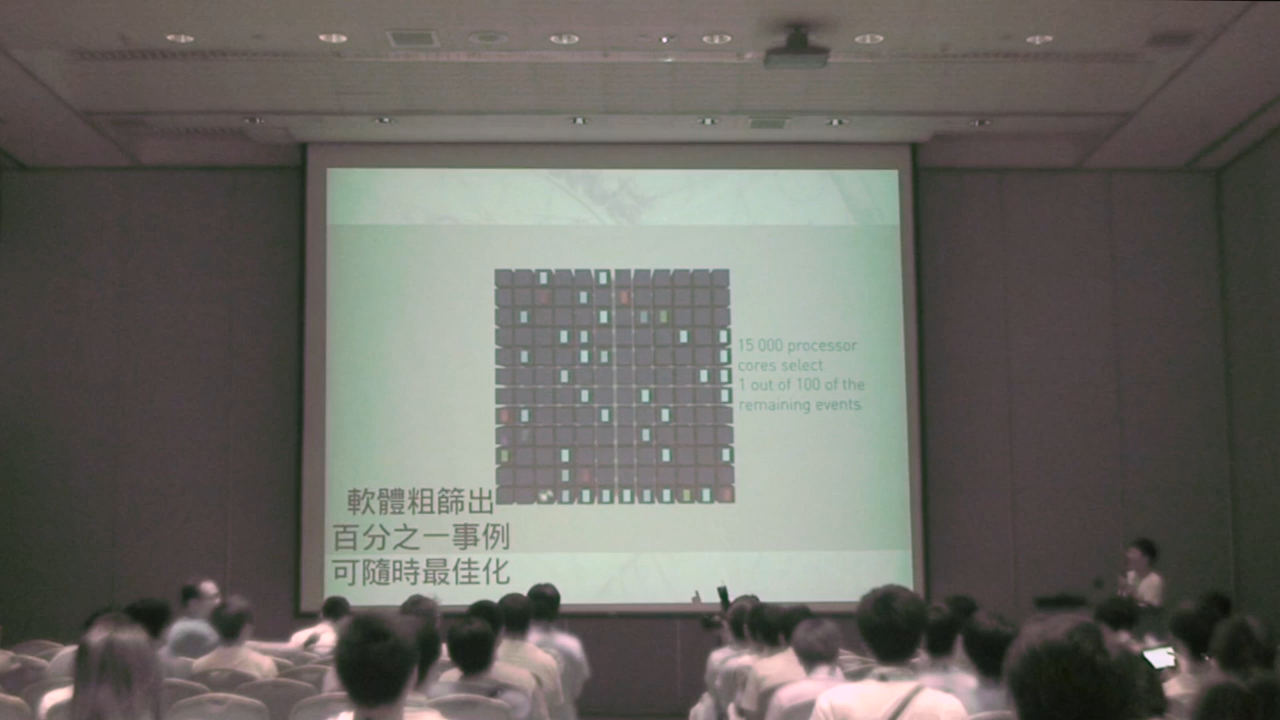 15 000 processor
cores select
1 out of 100 of the
remaining events
軟體粗篩出
百分之一事例
可隨時最佳化